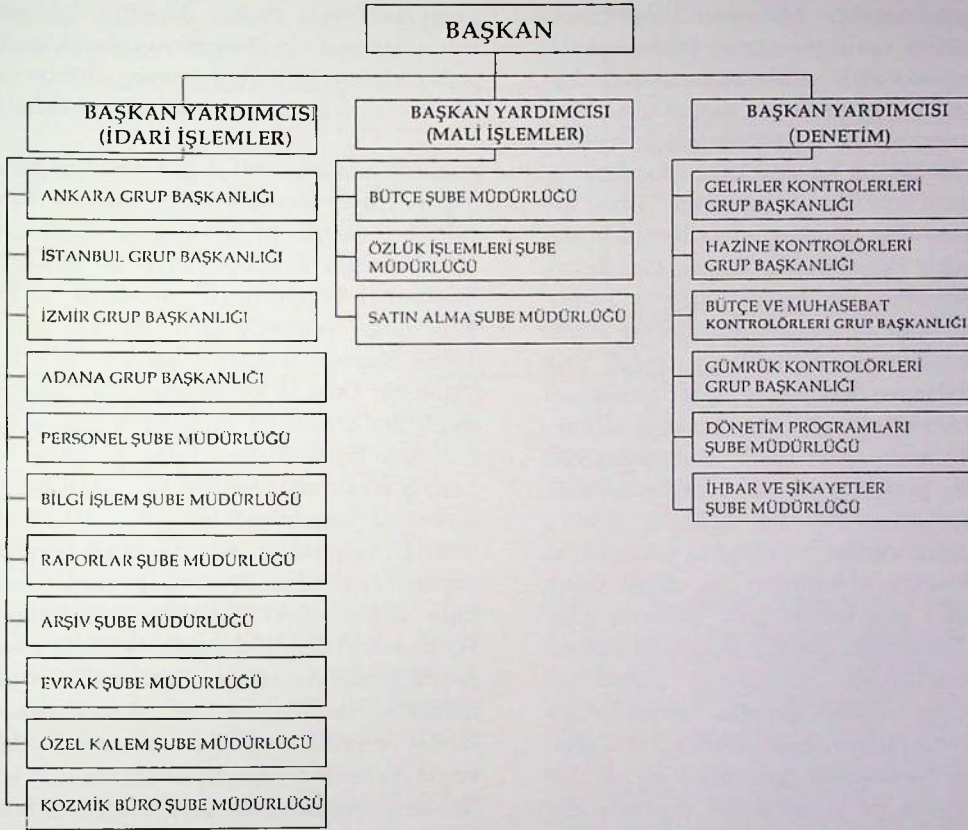 BAŞKAN
BAŞKAN YARDIMCISI
(İDARİ İŞLEMLER)
ANKARA GRUP BAŞKANLIĞI
İSTANBUL GRUP BAŞKANLIĞI
İZMİR GRUP BAŞKANLIĞI
ADANA GRUP BAŞKANLIĞI
PERSONEL ŞUBE MÜDÜRLÜĞÜ
BİLGİ İŞLEM ŞUBE MÜDÜRLÜĞÜ
RAPORLAR ŞUBE MÜDÜRLÜĞÜ
ARŞİV ŞUBE MÜDÜRLÜĞÜ
EVRAK ŞUBE MÜDÜRLÜĞÜ
ÖZEL KALEM ŞUBE MÜDÜRLÜĞÜ
KOZMİK BÜRO ŞUBE MÜDÜRLÜĞÜ
BAŞKAN YARDIMCISI
(MALİ İŞLEMLER)
BÜTÇE ŞUBE MÜDÜRLÜĞÜ
ÖZLÜK İŞLEMLERİ ŞUBE
MÜDÜRLÜĞÜ
SATIN ALMA ŞUBE MÜDÜRLÜĞÜ
BAŞKAN YARDIMCISI
(DENETİM)
GELİRLER KONTROLERLERİ
GRUP BAŞKANLIĞI
HAZİNE KONTROLÖRLERİ
GRUP BAŞKANLIĞI
BÜTÇE VE MUHASEBAT
KONTROLÖRLERİ GRUP BAŞKANLIĞI
GÜMRÜK KONTROLÖRLERİ
GRUP BAŞKANLIĞI
DÖNETİM PROGRAMLARI
ŞUBE MÜDÜRLÜĞÜ
İHBAR VE ŞİKAYETLER
ŞUBE MÜDÜRLÜĞÜ